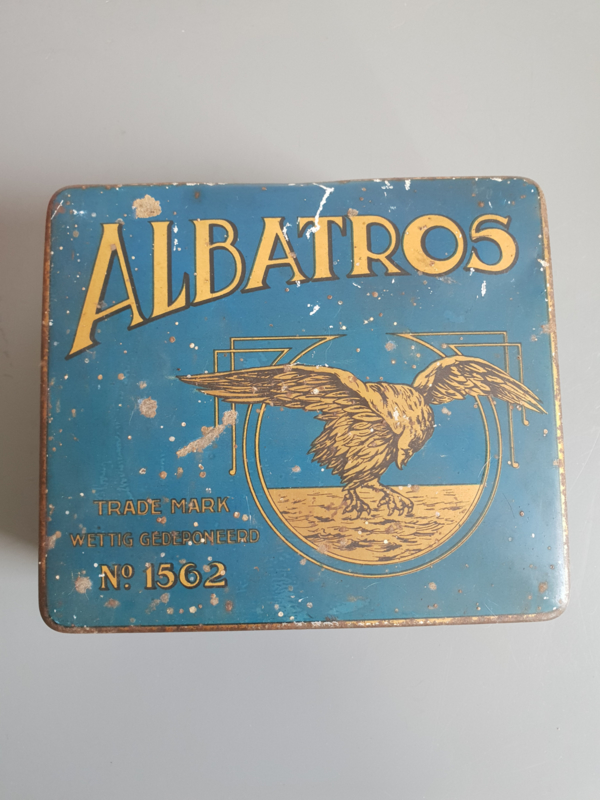 ALBATROS
TRADE MARK
WETTIG GEDEPONEERD
Nº 1562